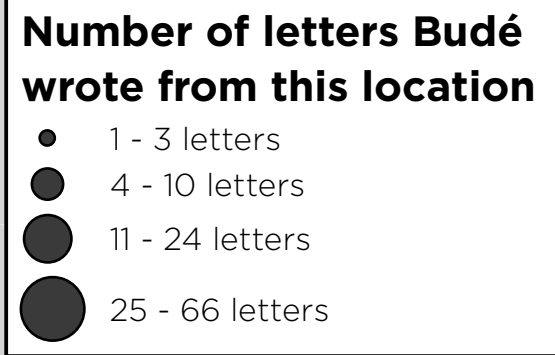 Number of letters Budé
wrote from this location
1 - 3 letters
4 - 10 letters
11 - 24 letters
25 - 66 letters